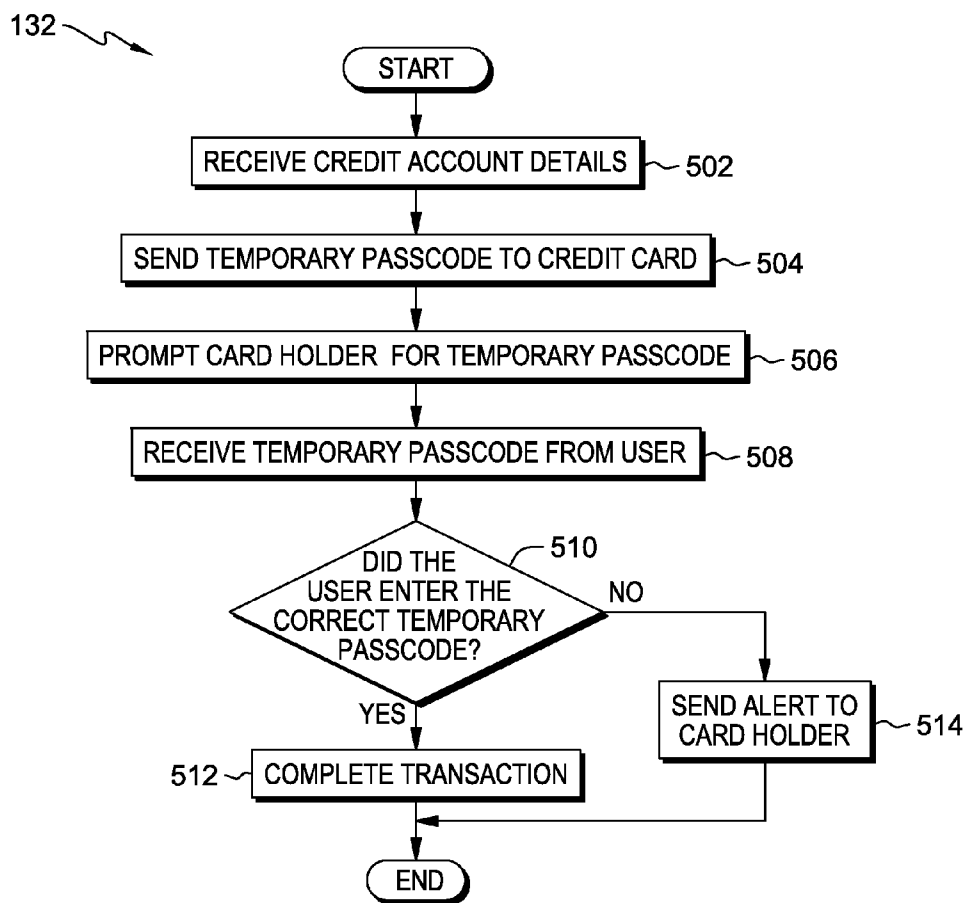 132
START
RECEIVE CREDIT ACCOUNT DETAILS
502
SEND TEMPORARY PASSCODE TO CREDIT CARD
504
PROMPT CARD HOLDER FOR TEMPORARY PASSCODE
506
RECEIVE TEMPORARY PASSCODE FROM USER
508
DID THE
USER ENTER THE
CORRECT TEMPORARY
PASSCODE?
510
NO
YES
SEND ALERT TO
CARD HOLDER
514
512
COMPLETE TRANSACTION
END